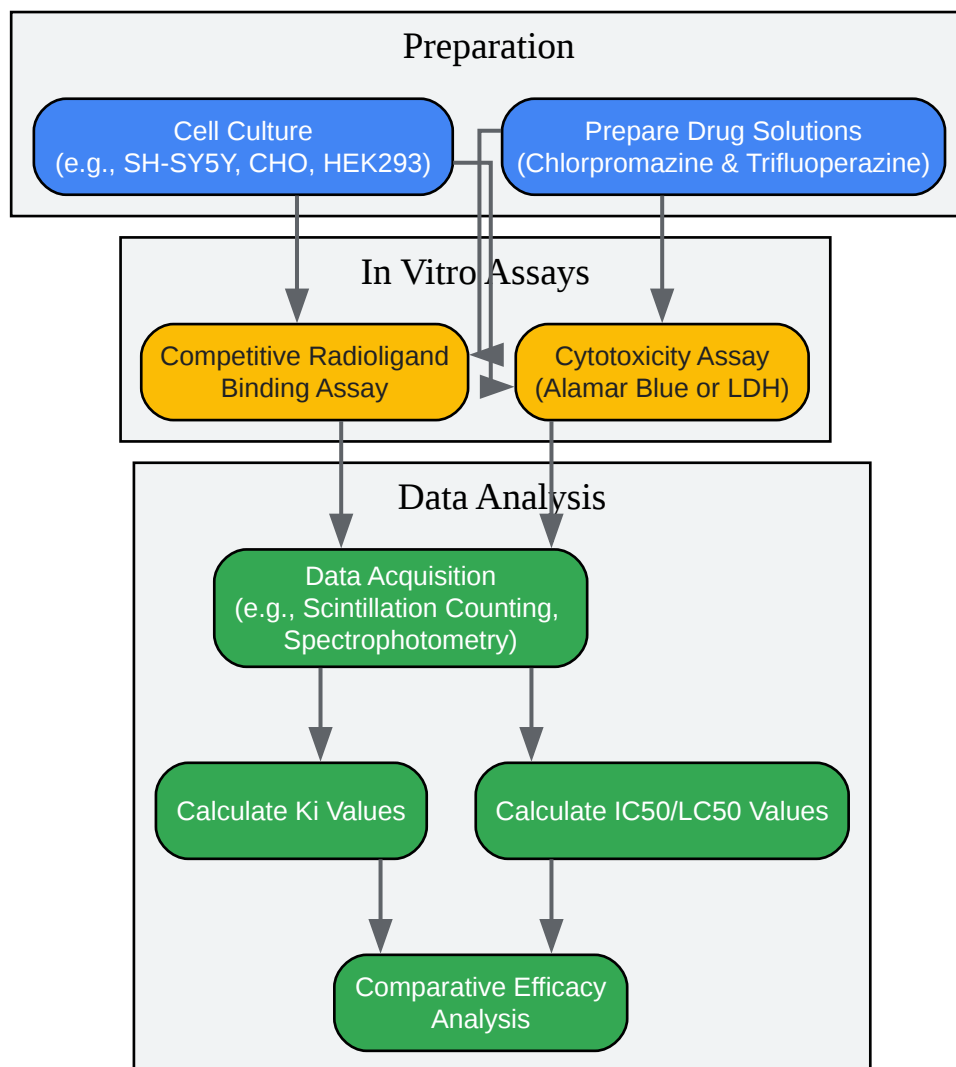 Preparation
Cell Culture
(e.g., SH-SY5Y, CHO, HEK293)
Prepare Drug Solutions
(Chlorpromazine & Trifluoperazine)
In Vitro Assays
Competitive Radioligand
Binding Assay
Cytotoxicity Assay
(Alamar Blue or LDH)
Data Analysis
Data Acquisition
(e.g., Scintillation Counting,
Spectrophotometry)
Calculate Ki Values
Calculate IC50/LC50 Values
Comparative Efficacy
Analysis